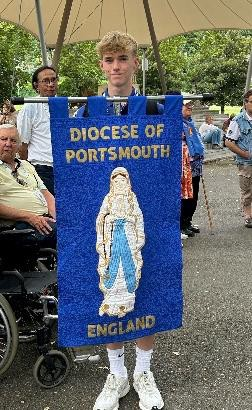 DIOCESE OF
PORTSMOUTH
ENGLAND